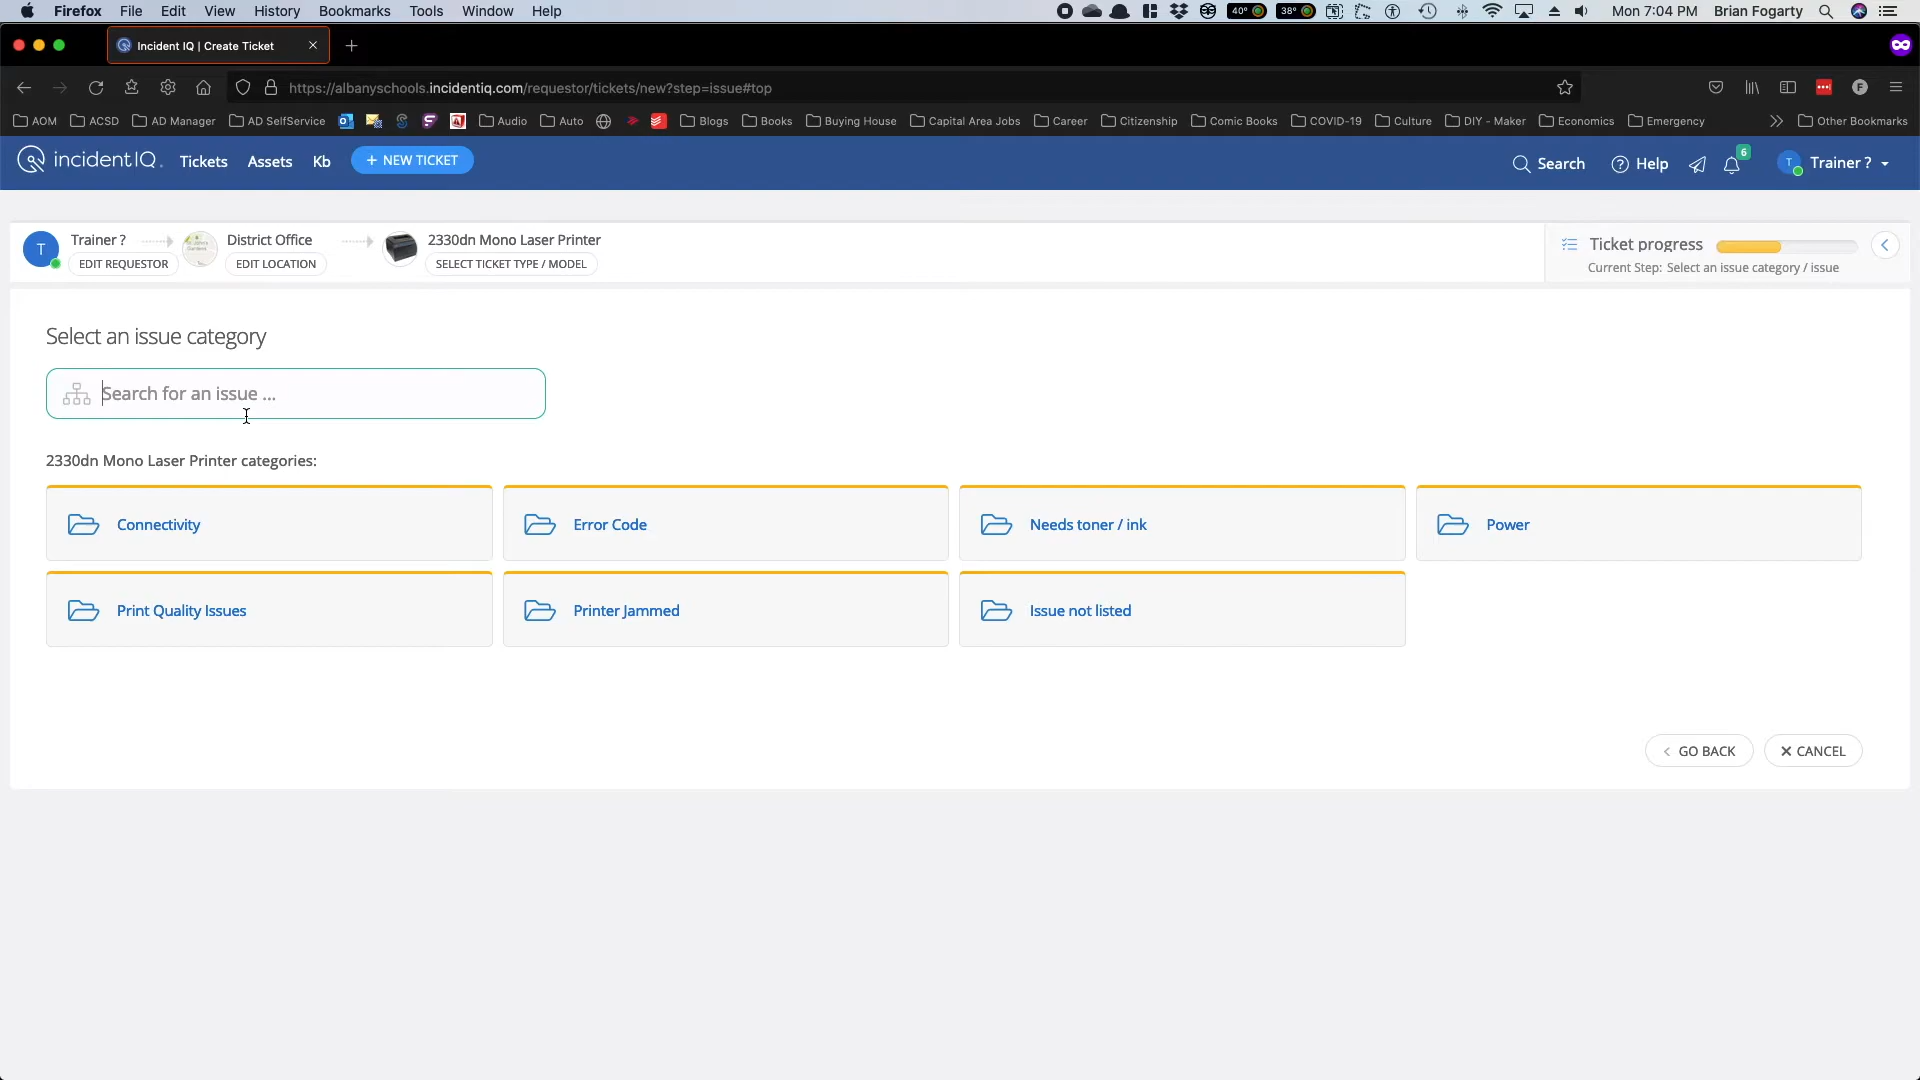 Firefox File Edit View History Bookmarks Tools Window Help 40° 38° Mon 7:04 PM Brian Fogarty
Incident IQ | Create Ticket
https://albanyschools.incidentiq.com/requestor/tickets/new?step=issue#top
AOM ACSD AD Manager AD SelfService Audio Auto Blogs Books Buying House Capital Area Jobs Career Citizenship Comic Books COVID-19 Culture DIY - Maker Economics Emergency Other Bookmarks
incidentIQ. Tickets Assets Kb + NEW TICKET Search Help 6 T Trainer ?
T Trainer ? District Office 2330dn Mono Laser Printer Ticket progress
EDIT REQUESTOR EDIT LOCATION SELECT TICKET TYPE / MODEL Current Step: Select an issue category / issue
Select an issue category
Search for an issue ...
2330dn Mono Laser Printer categories:
Connectivity Error Code Needs toner / ink Power
Print Quality Issues Printer Jammed Issue not listed
GO BACK CANCEL